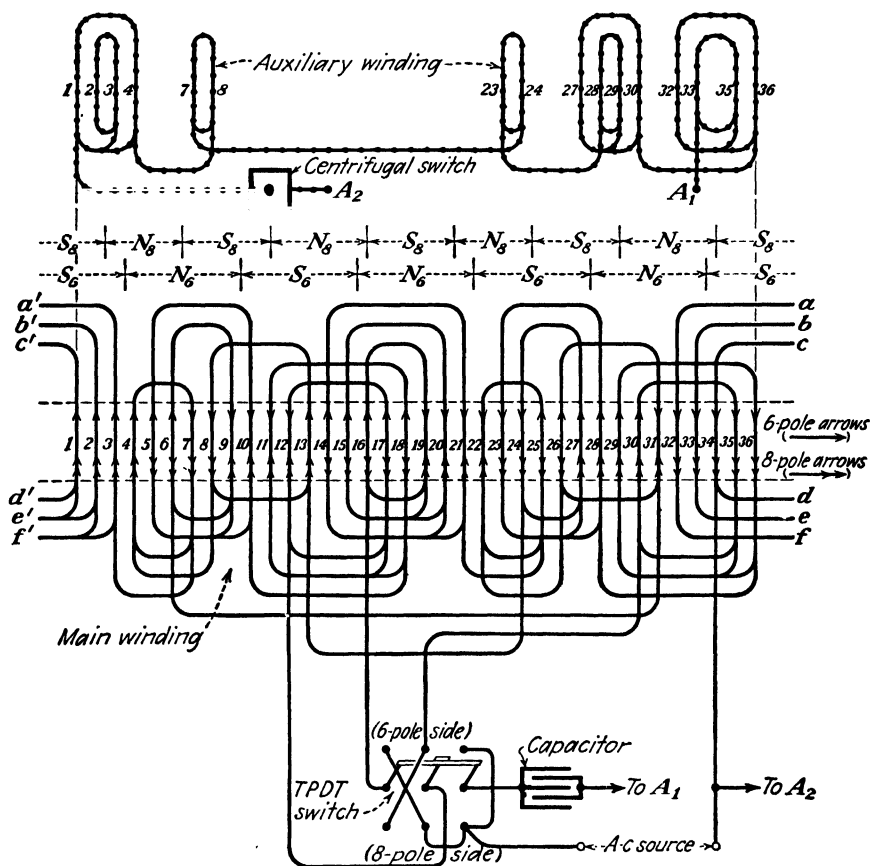 1 2 3 4 7 8 Auxiliary winding 23 24 27 28 29 30 32 33 35 36
Centrifugal switch
A2
A1
S8 N8 S8 N8 S8 N8 S8 N8 S8
S6 N6 S6 N6 S6 N6 S6
a' a
b' b
c' c
1 2 3 4 5 6 7 8 9 10 11 12 13 14 15 16 17 18 19 20 21 22 23 24 25 26 27 28 29 30 31 32 33 34 35 36
6-pole arrows
8-pole arrows
d' d
e' e
f' f
Main winding
(6-pole side)
Capacitor
TPDT
switch
To A1
To A2
A-c source
(8-pole side)